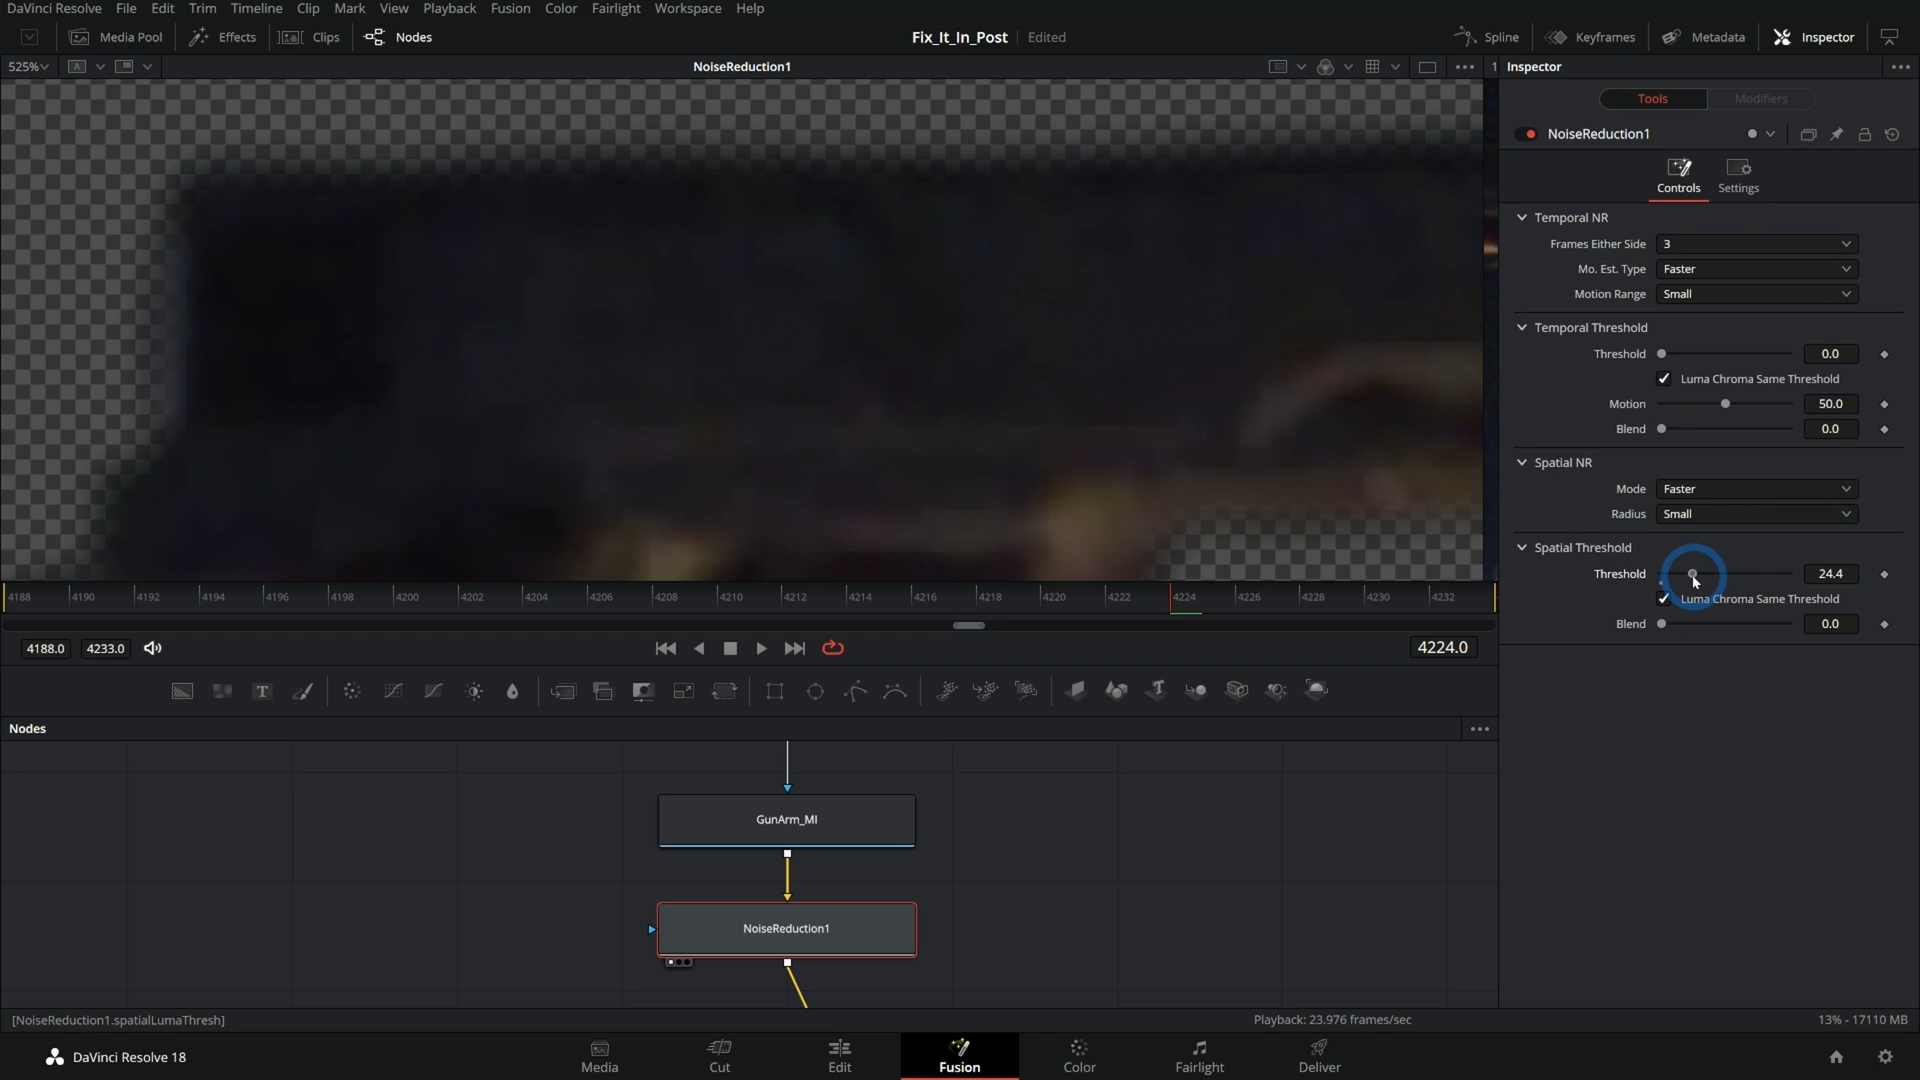 DaVinci Resolve File Edit Trim Timeline Clip Mark View Playback Fusion Color Fairlight Workspace Help
Media Pool Effects Clips Nodes Fix_It_In_Post Edited Spline Keyframes Metadata Inspector
525% A NoiseReduction1 1 Inspector
Tools Modifiers
NoiseReduction1
Controls Settings
Temporal NR
Frames Either Side 3
Mo. Est. Type Faster
Motion Range Small
Temporal Threshold
Threshold 0.0
Luma Chroma Same Threshold
Motion 50.0
Blend 0.0
Spatial NR
Mode Faster
Radius Small
Spatial Threshold
Threshold 24.4
Luma Chroma Same Threshold
Blend 0.0
4188 4190 4192 4194 4196 4198 4200 4202 4204 4206 4208 4210 4212 4214 4216 4218 4220 4222 4224 4226 4228 4230 4232
4188.0 4233.0 4224.0
T T
Nodes
GunArm_MI
NoiseReduction1
[NoiseReduction1.spatialLumaThresh] Playback: 23.976 frames/sec 13% - 17110 MB
DaVinci Resolve 18 Media Cut Edit Fusion Color Fairlight Deliver